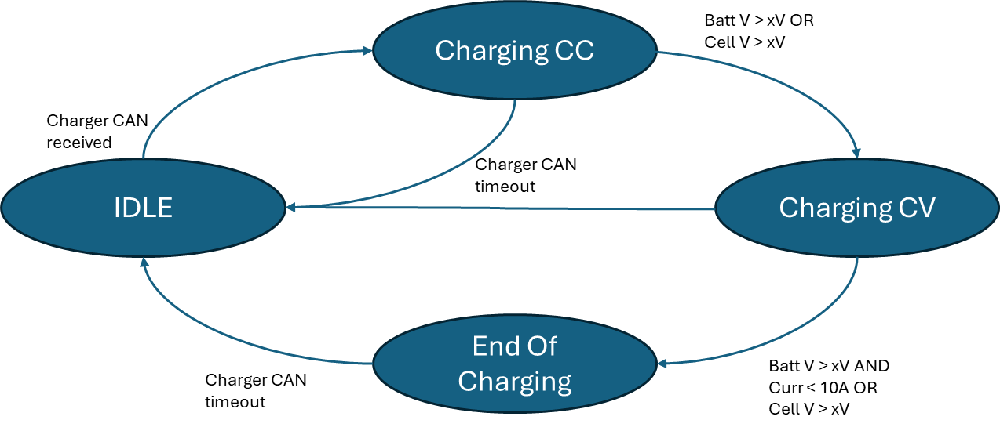 Charging CC
Batt V > xV OR
Cell V > xV
Charger CAN
received
Charger CAN
timeout
IDLE
Charging CV
End Of
Charging
Charger CAN
timeout
Batt V > xV AND
Curr < 10A OR
Cell V > xV